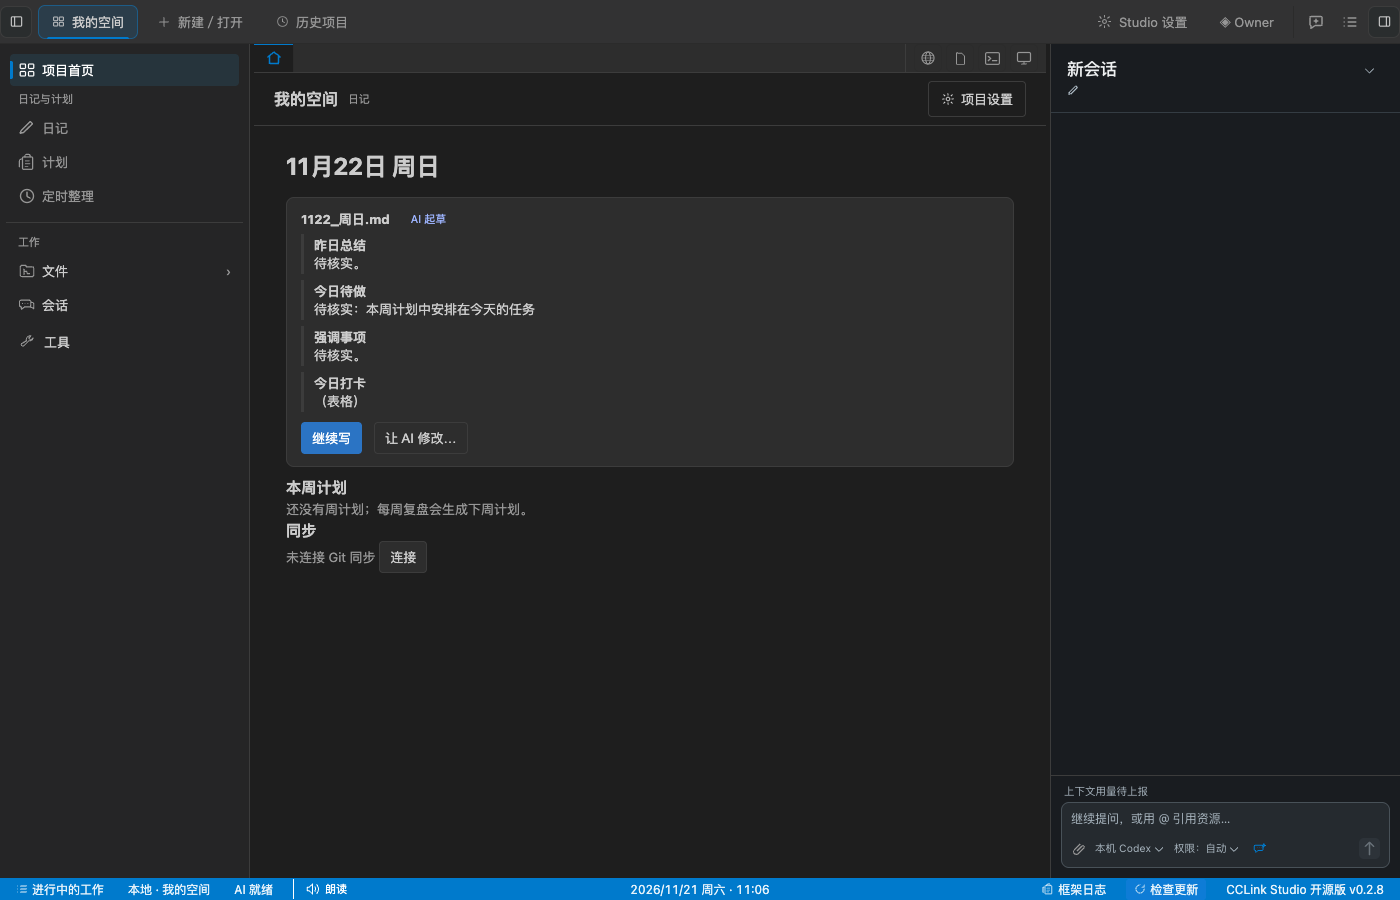 我的空间
新建 / 打开
历史项目
Studio 设置
Owner
项目首页
日记与计划
日记
计划
定时整理
工作
文件
会话
工具
我的空间 日记
项目设置
11月22日 周日
1122_周日.md AI 起草
昨日总结
待核实。
今日待做
待核实：本周计划中安排在今天的任务
强调事项
待核实。
今日打卡
（表格）
继续写 让 AI 修改...
本周计划
还没有周计划；每周复盘会生成下周计划。
同步
未连接 Git 同步 连接
新会话
上下文用量待上报
继续提问，或用 @ 引用资源...
本机 Codex 权限：自动
进行中的工作 本地 · 我的空间 AI 就绪 朗读 2026/11/21 周六 · 11:06 框架日志 检查更新 CCLink Studio 开源版 v0.2.8